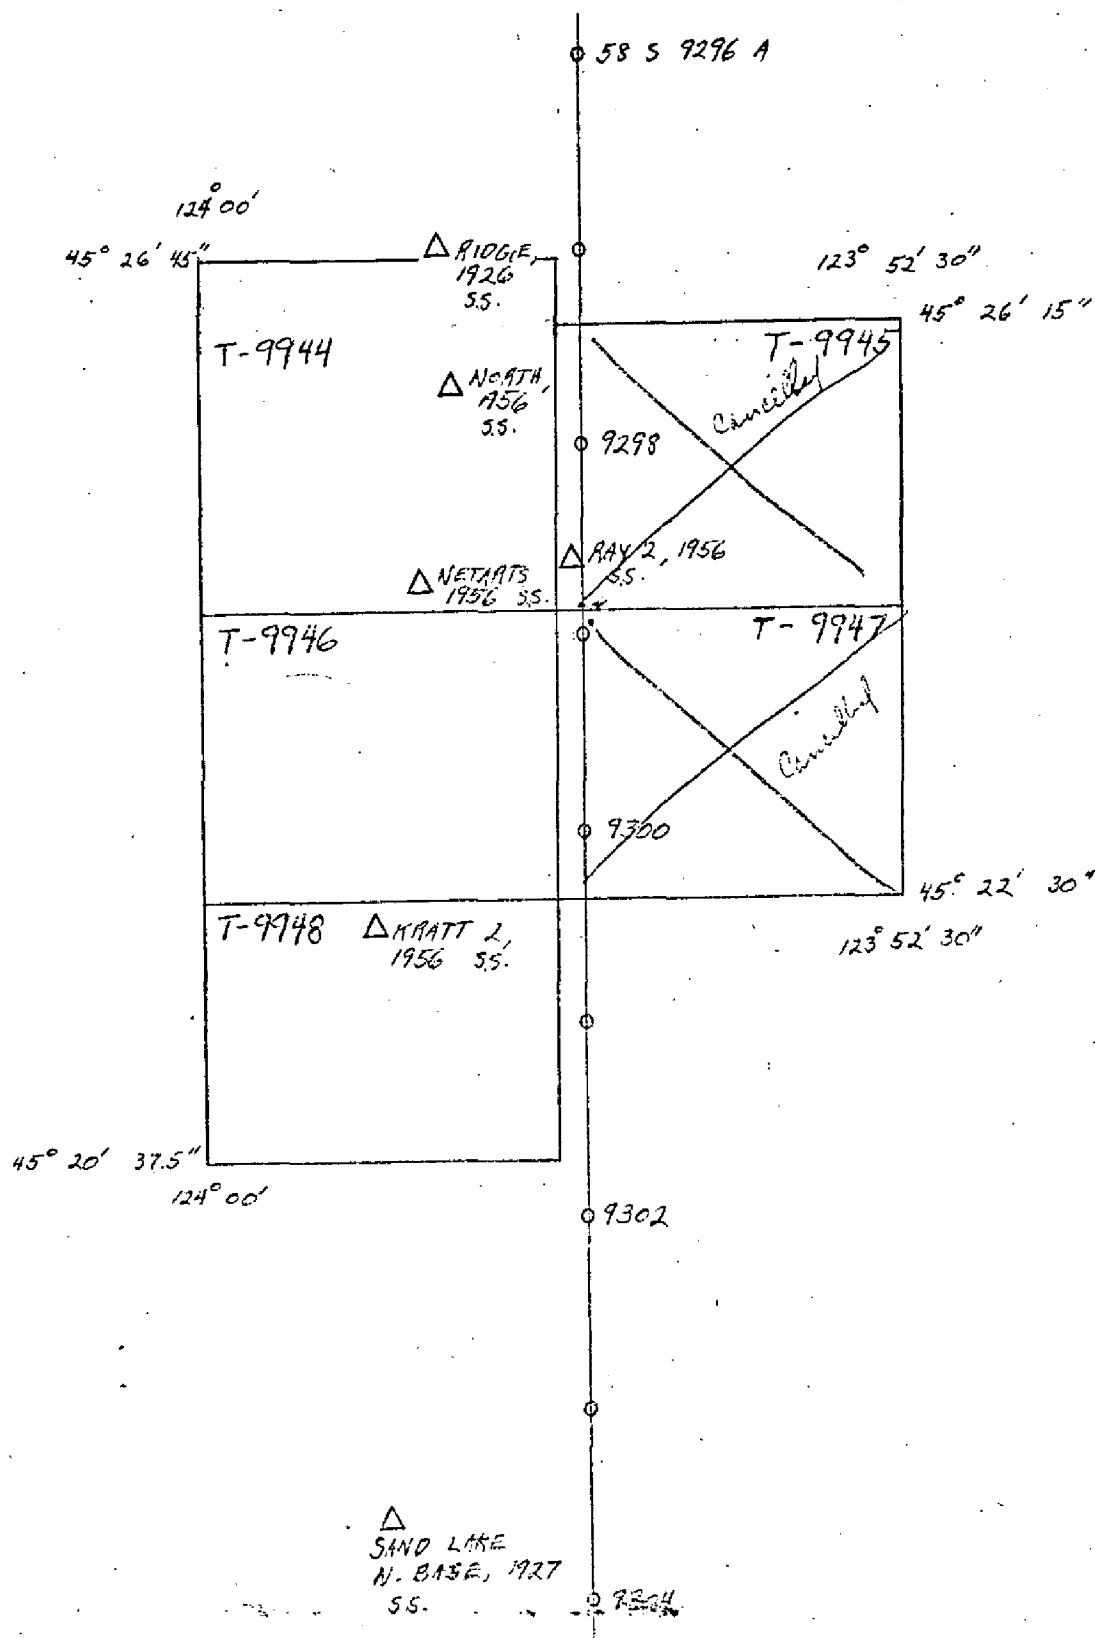 58 S 9296 A
124° 00'
45° 26' 45"
RIDGE,
1926
S.S.
123° 52' 30"
45° 26' 15"
T-9944
T-9945
Cancelled
NORTH,
1956
S.S.
9298
RAY 2, 1956
S.S.
NETARTS
1956 S.S.
T-9946
T-9947
Cancelled
9300
45° 22' 30"
123° 52' 30"
T-9948
KRATT 2,
1956 S.S.
45° 20' 37.5"
124° 00'
9302
SAND LAKE
N. BASE, 1927
S.S.
9304